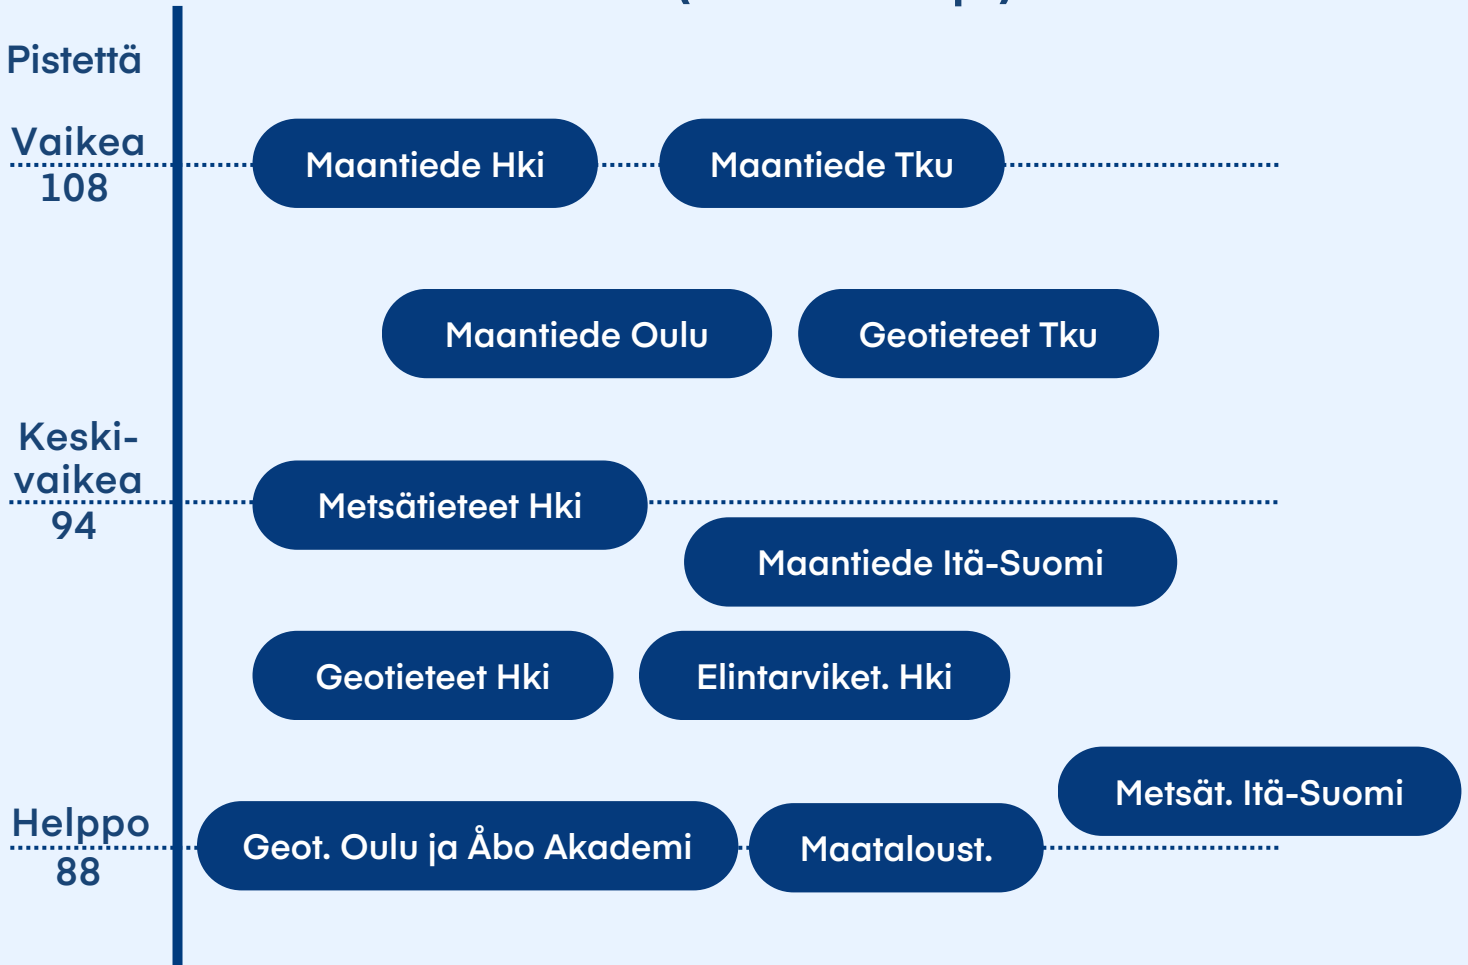 Pistettä
Vaikea
108
Maantiede Hki
Maantiede Tku
Maantiede Oulu
Geotieteet Tku
Keski-
vaikea
94
Metsätieteet Hki
Maantiede Itä-Suomi
Geotieteet Hki
Elintarviket. Hki
Metsät. Itä-Suomi
Helppo
88
Geot. Oulu ja Åbo Akademi
Maataloust.